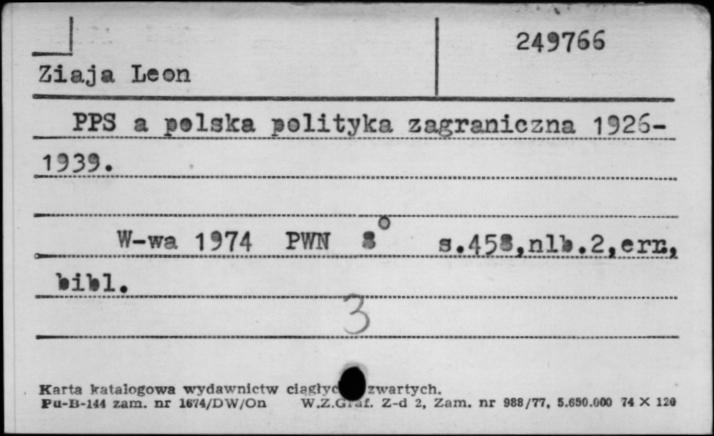 249766
Ziaja Leon
PPS a polska polityka zagraniczna 1926-
1939.
W-wa 1974 PWN 8° s.458,nlb.2,err,
bibl.
3
Karta katalogowa wydawnictw zwartych.
Pu-B-144 zam. nr 1674/DW/On W.Z.Graf. Z-d 2, Zam. nr 988/77, 5.650.000 74 X 120